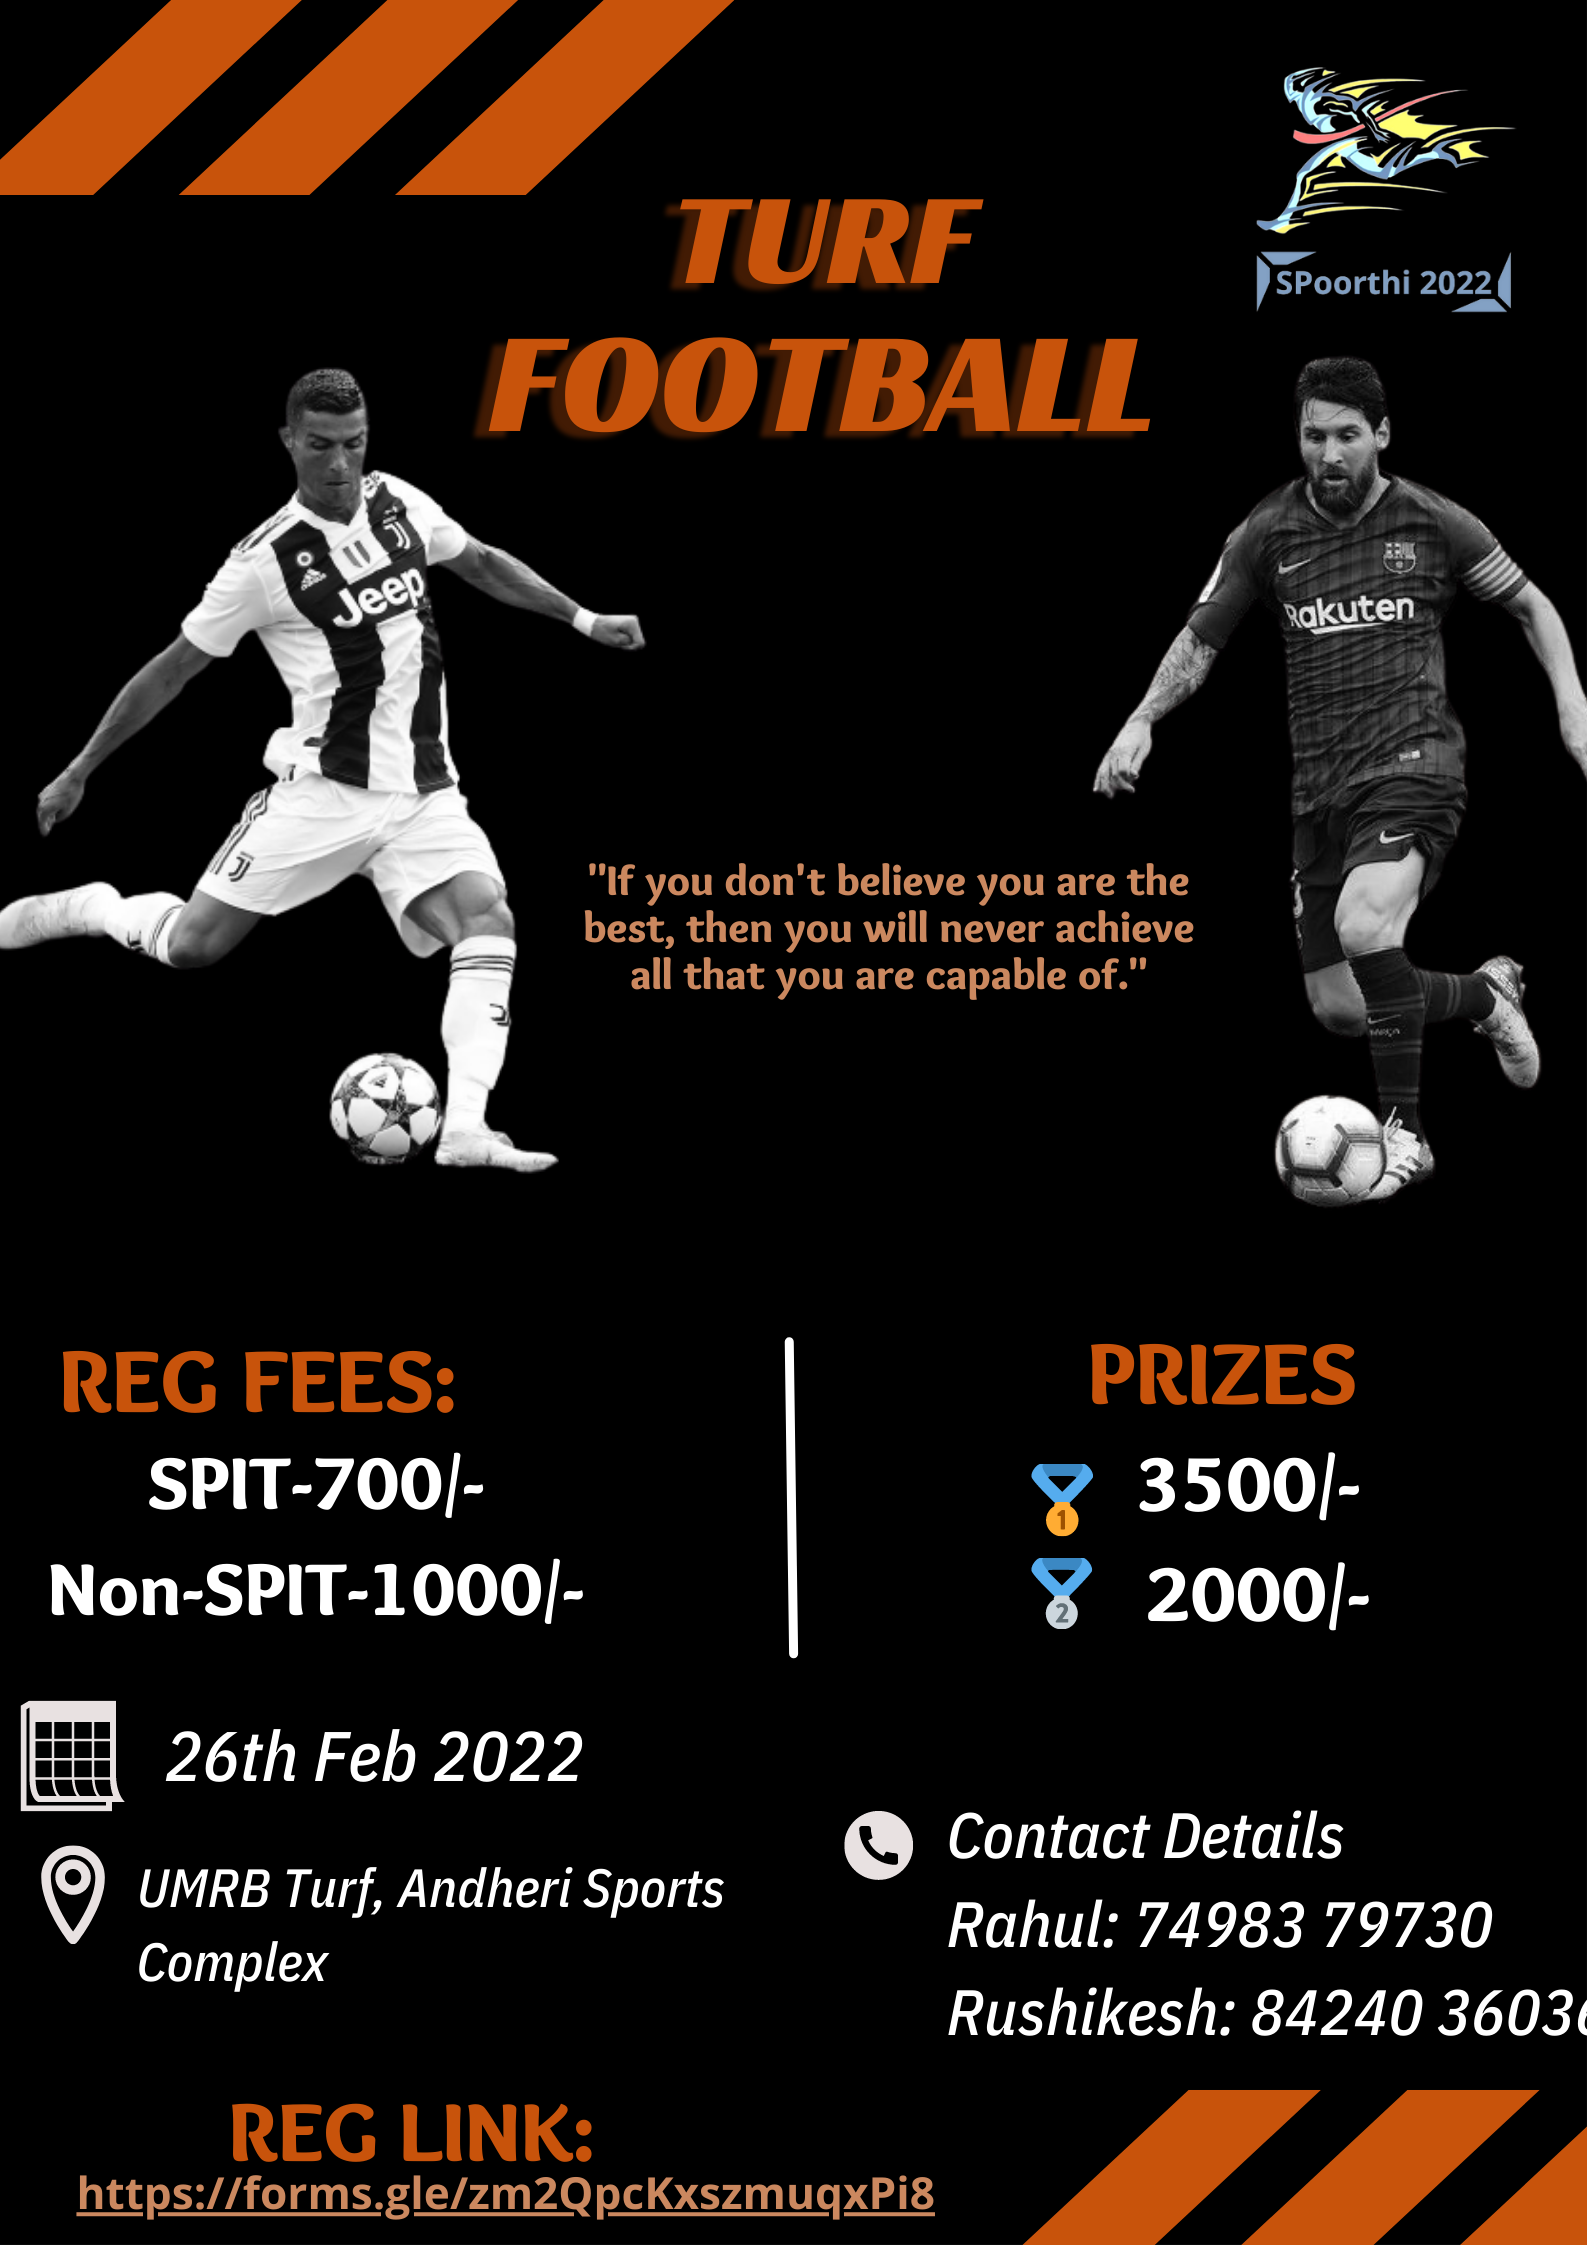 SPoorthi 2022
TURF
FOOTBALL
Jeep
Rakuten
"If you don't believe you are the
best, then you will never achieve
all that you are capable of."
REG FEES:
SPIT-700/-
Non-SPIT-1000/-
PRIZES
1 3500/-
2 2000/-
26th Feb 2022
UMRB Turf, Andheri Sports
Complex
Contact Details
Rahul: 74983 79730
Rushikesh: 84240
REG LINK:
https://forms.gle/zm2QpcKxszmuqxPi8